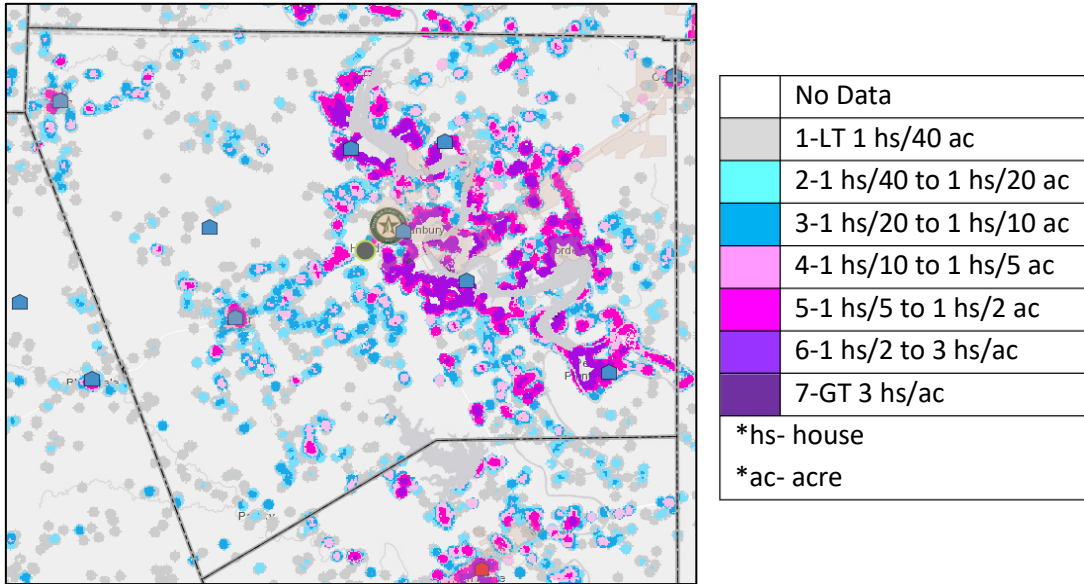 No Data
1-LT 1 hs/40 ac
2-1 hs/40 to 1 hs/20 ac
3-1 hs/20 to 1 hs/10 ac
4-1 hs/10 to 1 hs/5 ac
5-1 hs/5 to 1 hs/2 ac
6-1 hs/2 to 3 hs/ac
7-GT 3 hs/ac
*hs- house
*ac- acre
anbury